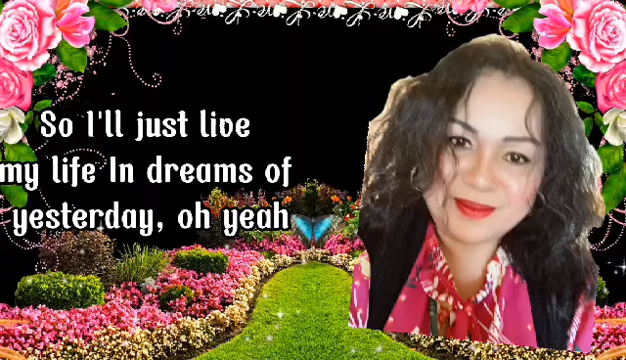 So I'll just live
my life In dreams of
yesterday, oh yeah